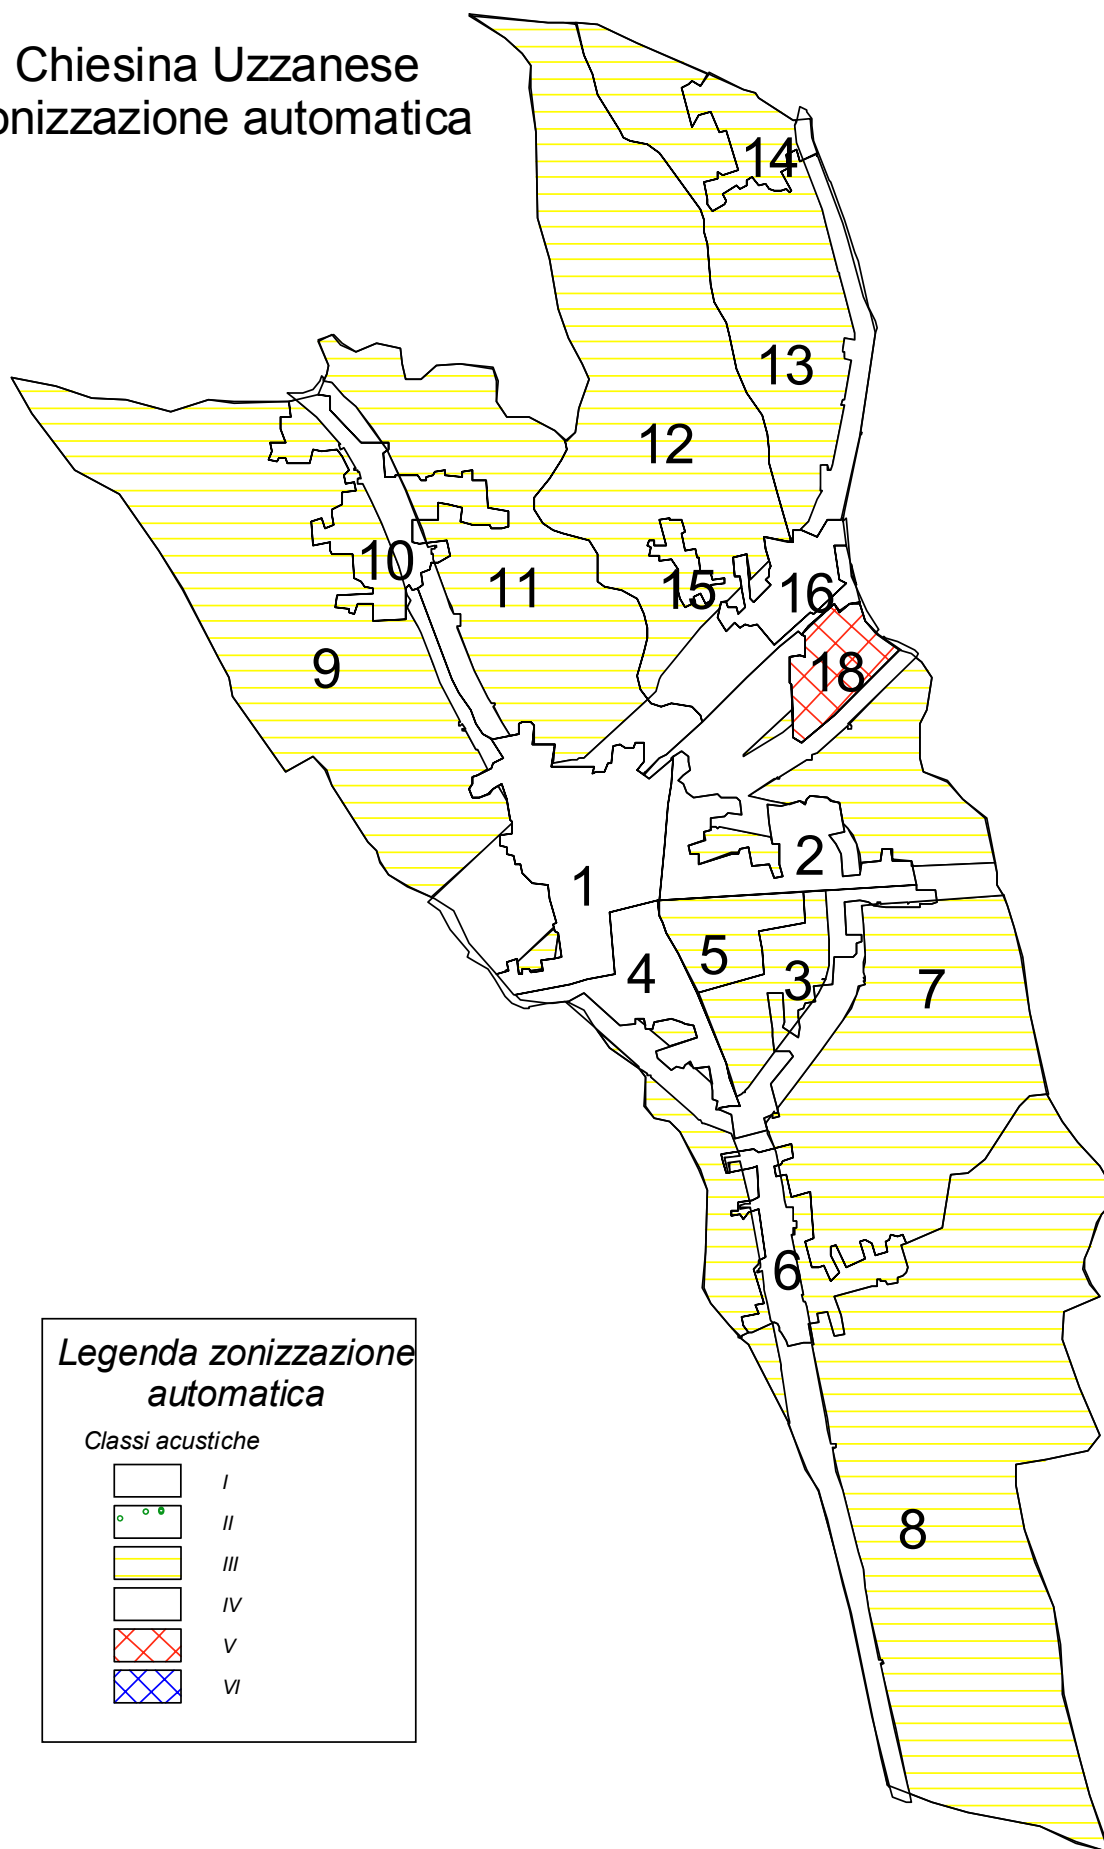 Chiesina Uzzanese
onizzazione automatica
14
13
12
10
11
15
16
9
18
2
1
5
4
3
7
6
8
Legenda zonizzazione
automatica
Classi acustiche
I
II
III
IV
V
VI